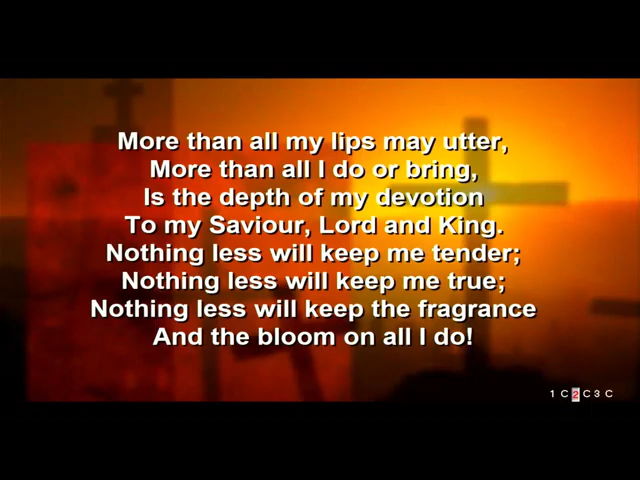 More than all my lips may utter,
More than all I do or bring,
Is the depth of my devotion
To my Saviour, Lord and King.
Nothing less will keep me tender;
Nothing less will keep me true;
Nothing less will keep the fragrance
And the bloom on all I do!
1 C 2 C 3 C